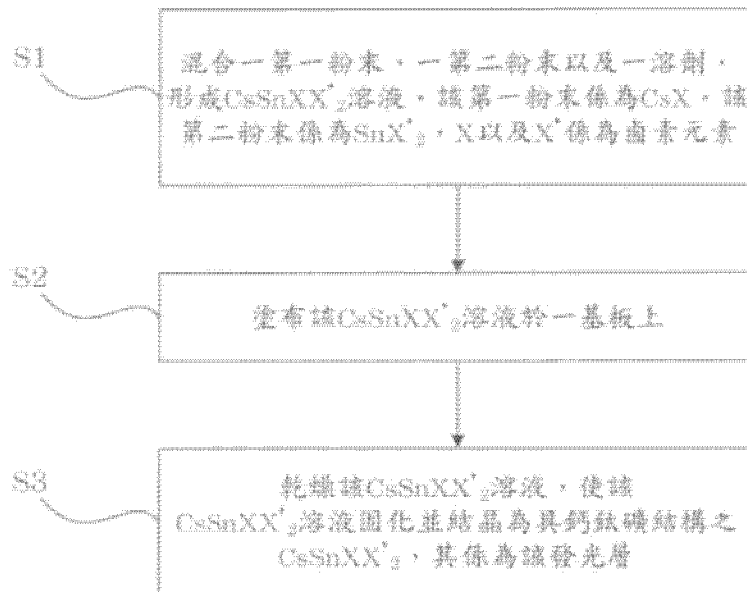 S1
混合一第一粉末、一第二粉末以及一溶劑,
形成CsSnXX*₂溶液,該第一粉末係為CsX,該
第二粉末係為SnX*₂,X以及X*係為鹵素元素
S2
塗布該CsSnXX*₂溶液於一基板上
S3
乾燥該CsSnXX*₂溶液,使該
CsSnXX*₂溶液固化並結晶為具鈣鈦礦結構之
CsSnXX*₂,其係為該發光層